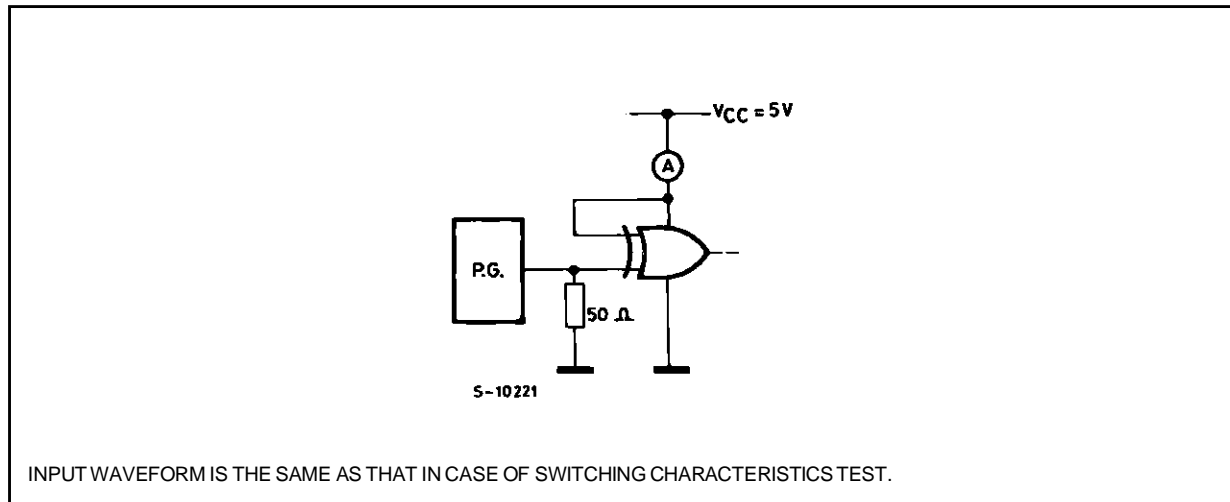 VCC = 5V
A
P.G.
50 Ω
S-10221
INPUT WAVEFORM IS THE SAME AS THAT IN CASE OF SWITCHING CHARACTERISTICS TEST.